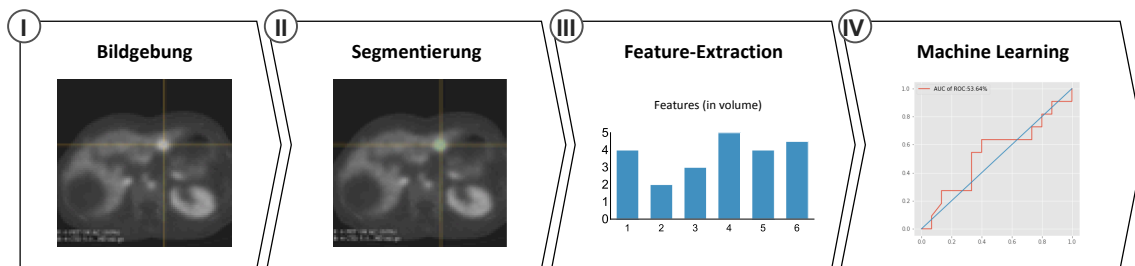 I
Bildgebung
II
Segmentierung
III
Feature-Extraction
Features (in volume)
5
4
3
2
1
0
1 2 3 4 5 6
IV
Machine Learning
AUC of ROC:53.64%
1.0
0.8
0.6
0.4
0.2
0.0
0.0 0.2 0.4 0.6 0.8 1.0